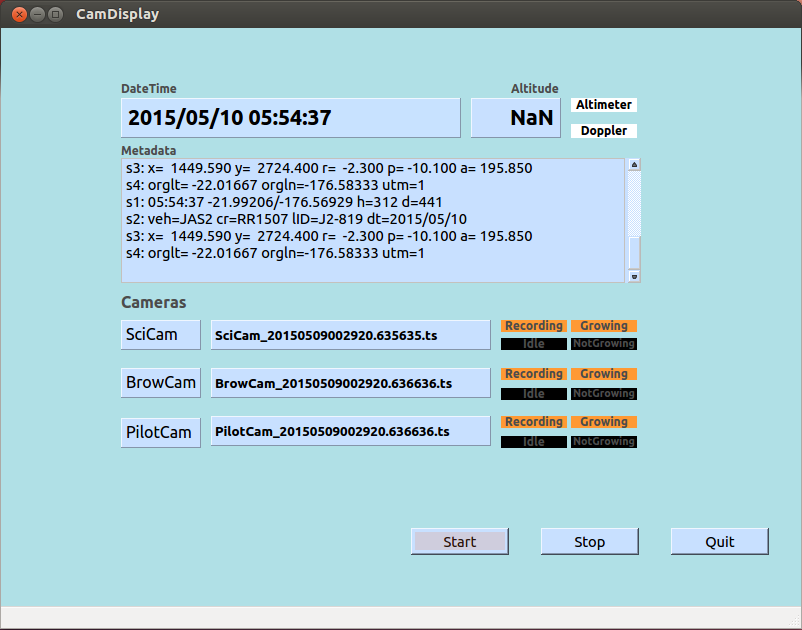 CamDisplay
DateTime
Altitude
2015/05/10 05:54:37
NaN
Altimeter
Doppler
Metadata
s3: x= 1449.590 y= 2724.400 r= -2.300 p= -10.100 a= 195.850
s4: orglt= -22.01667 orgln=-176.58333 utm=1
s1: 05:54:37 -21.99206/-176.56929 h=312 d=441
s2: veh=JAS2 cr=RR1507 lID=J2-819 dt=2015/05/10
s3: x= 1449.590 y= 2724.400 r= -2.300 p= -10.100 a= 195.850
s4: orglt= -22.01667 orgln=-176.58333 utm=1
Cameras
SciCam
SciCam_20150509002920.635635.ts
Recording Growing
Idle NotGrowing
BrowCam
BrowCam_20150509002920.636636.ts
Recording Growing
Idle NotGrowing
PilotCam
PilotCam_20150509002920.636636.ts
Recording Growing
Idle NotGrowing
Start
Stop
Quit